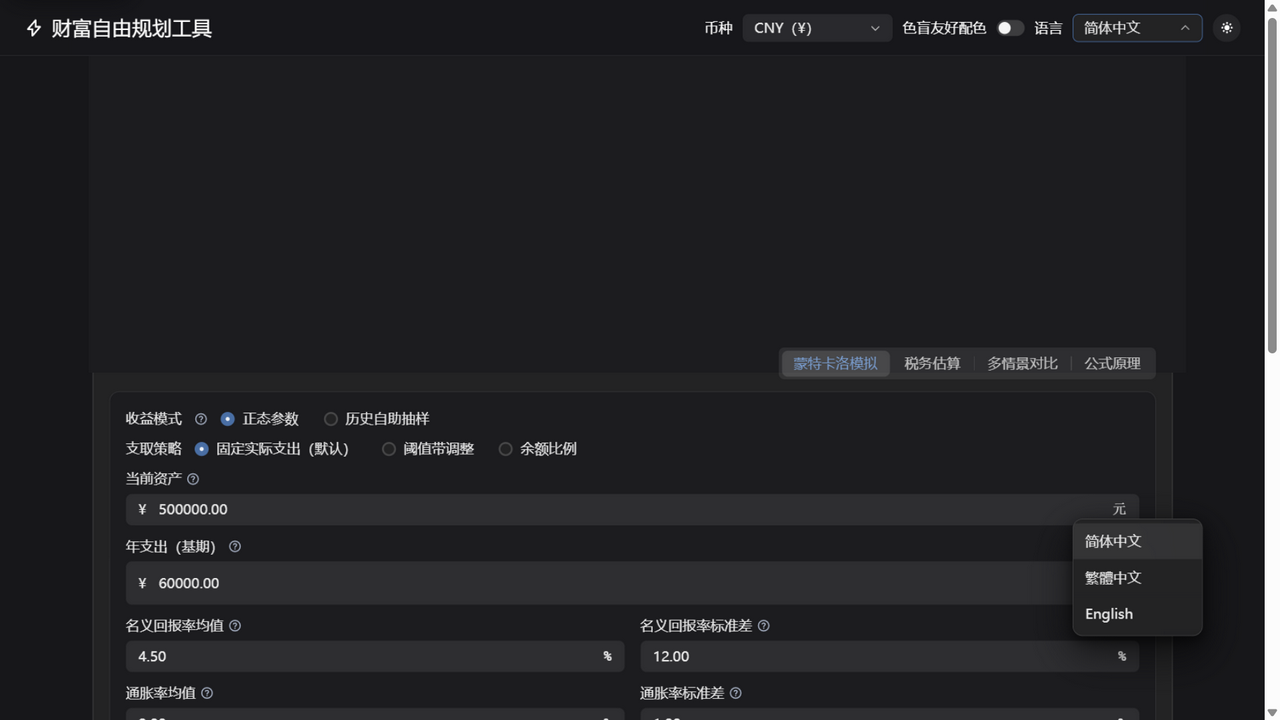 财富自由规划工具
币种 CNY (¥) 色盲友好配色 语言 简体中文
蒙特卡洛模拟 税务估算 多情景对比 公式原理
收益模式 正态参数 历史自助抽样
支取策略 固定实际支出 (默认) 阈值带调整 余额比例
当前资产
¥ 500000.00 元
年支出 (基期)
¥ 60000.00
简体中文
繁體中文
English
名义回报率均值 名义回报率标准差
4.50 % 12.00 %
通胀率均值 通胀率标准差